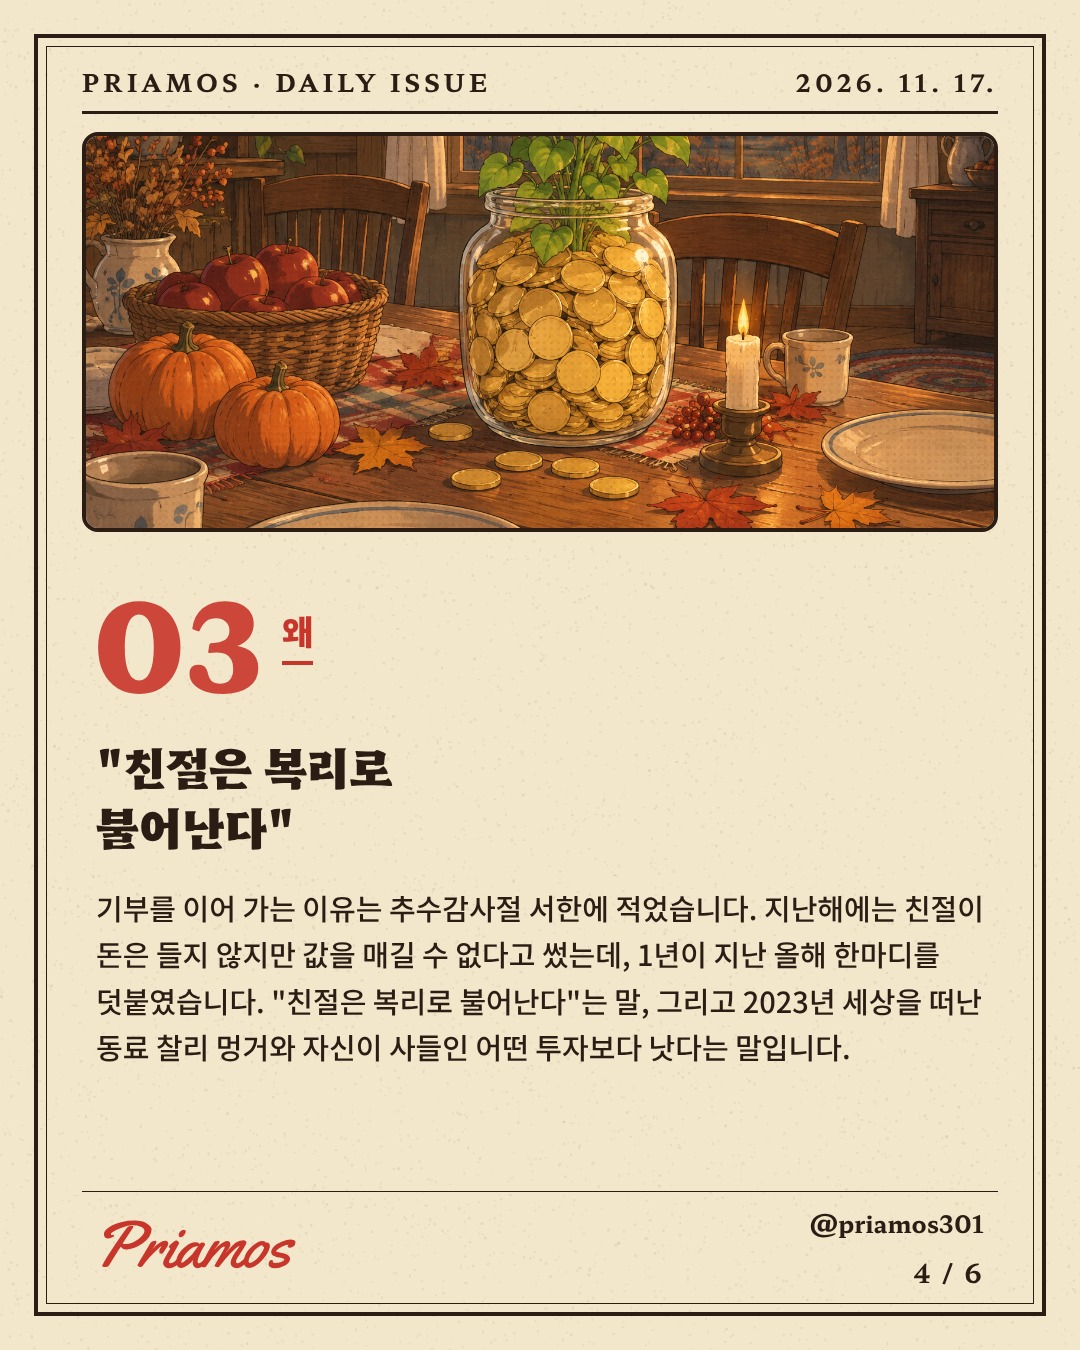 PRIAMOS · DAILY ISSUE
2026. 11. 17.
03
왜
"친절은 복리로
불어난다"
기부를 이어 가는 이유는 추수감사절 서한에 적었습니다. 지난해에는 친절이
돈은 들지 않지만 값을 매길 수 없다고 썼는데, 1년이 지난 올해 한마디를
덧붙였습니다. "친절은 복리로 불어난다"는 말, 그리고 2023년 세상을 떠난
동료 찰리 멍거와 자신이 사들인 어떤 투자보다 낫다는 말입니다.
Priamos
@priamos301
4 / 6